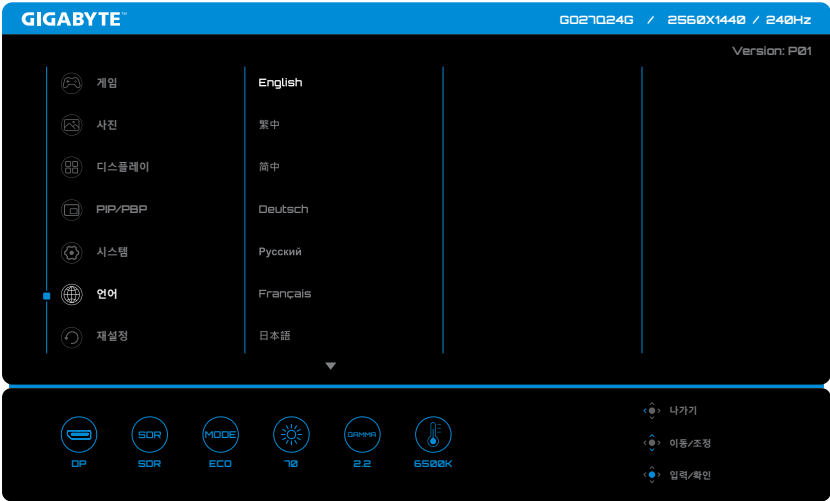 GIGABYTE™
GO27Q24G / 2560X1440 / 240Hz
Version: P01
게임
사진
디스플레이
PIP/PBP
시스템
언어
재설정
English
繁中
简中
Deutsch
Русский
Français
日本語
나가기
이동/조정
입력/확인
SDR
MODE
GAMMA
DP
SDR
ECO
70
2.2
6500K